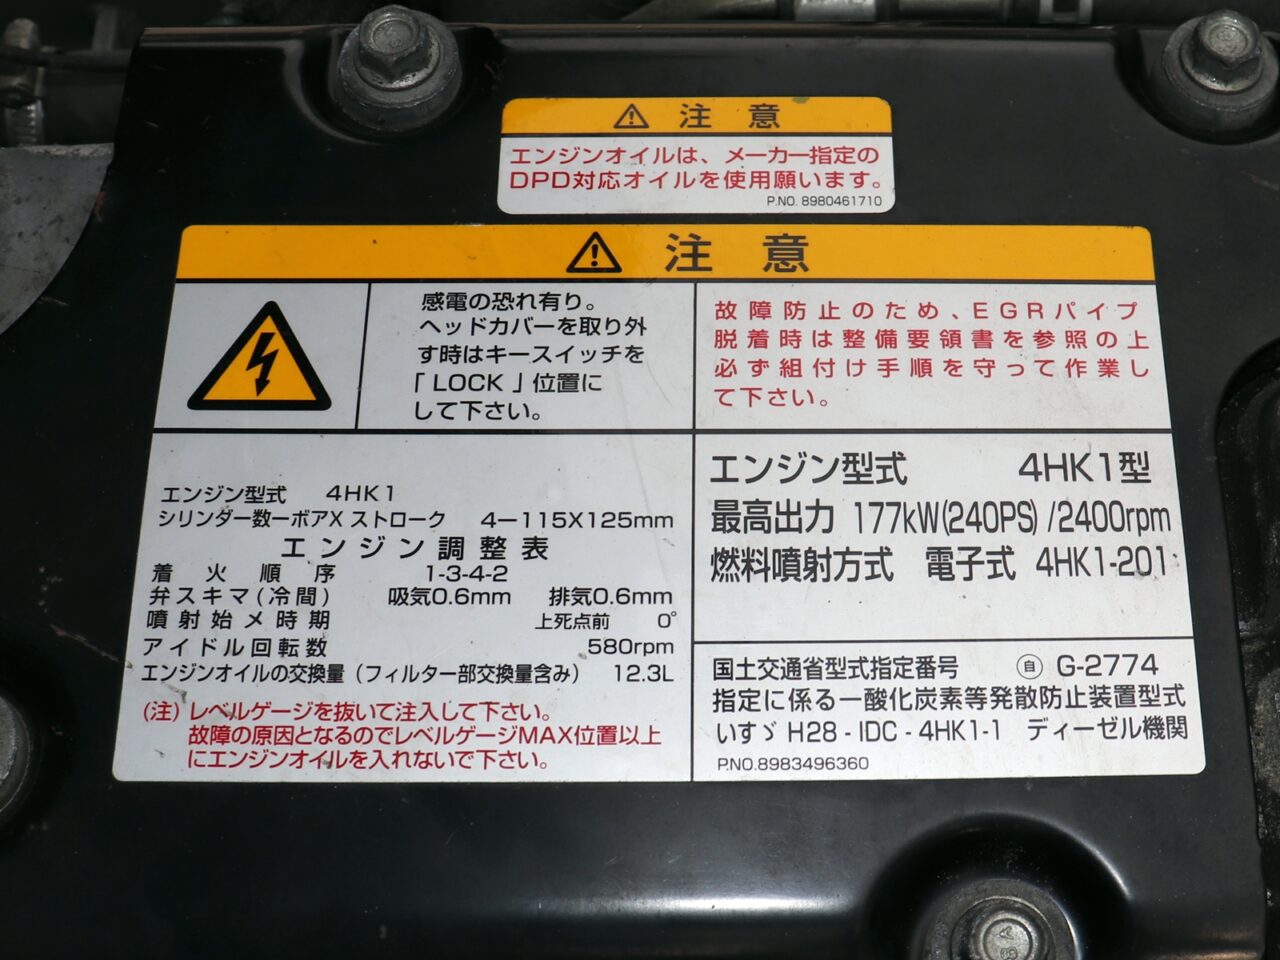 注意
エンジンオイルは、メーカー指定の
DPD対応オイルを使用願います。
P.NO. 8980461710
注意
感電の恐れ有り。
ヘッドカバーを取り外
す時はキースイッチを
「LOCK」位置に
して下さい。
故障防止のため、EGRパイプ
脱着時は整備要領書を参照の上
必ず組付け手順を守って作業し
て下さい。
エンジン型式 4HK1
シリンダー数ーボアX ストローク 4ー115X125mm
エンジン調整表
着火順序 1-3-4-2
弁スキマ(冷間) 吸気0.6mm 排気0.6mm
噴射始メ時期 上死点前 0°
アイドル回転数 580rpm
エンジンオイルの交換量(フィルター部交換量含み) 12.3L
(注)レベルゲージを抜いて注入して下さい。
故障の原因となるのでレベルゲージMAX位置以上
にエンジンオイルを入れないで下さい。
エンジン型式 4HK1型
最高出力 177kW(240PS) /2400rpm
燃料噴射方式 電子式 4HK1-201
国土交通省型式指定番号 ㊀自 G-2774
指定に係る一酸化炭素等発散防止装置型式
いすゞ H28 - IDC - 4HK1-1 ディーゼル機関
P.NO.8983496360